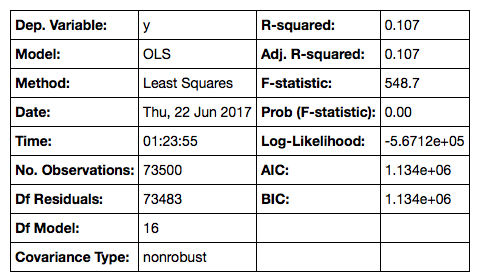 Dep. Variable: y R-squared: 0.107
Model: OLS Adj. R-squared: 0.107
Method: Least Squares F-statistic: 548.7
Date: Thu, 22 Jun 2017 Prob (F-statistic): 0.00
Time: 01:23:55 Log-Likelihood: -5.6712e+05
No. Observations: 73500 AIC: 1.134e+06
Df Residuals: 73483 BIC: 1.134e+06
Df Model: 16
Covariance Type: nonrobust